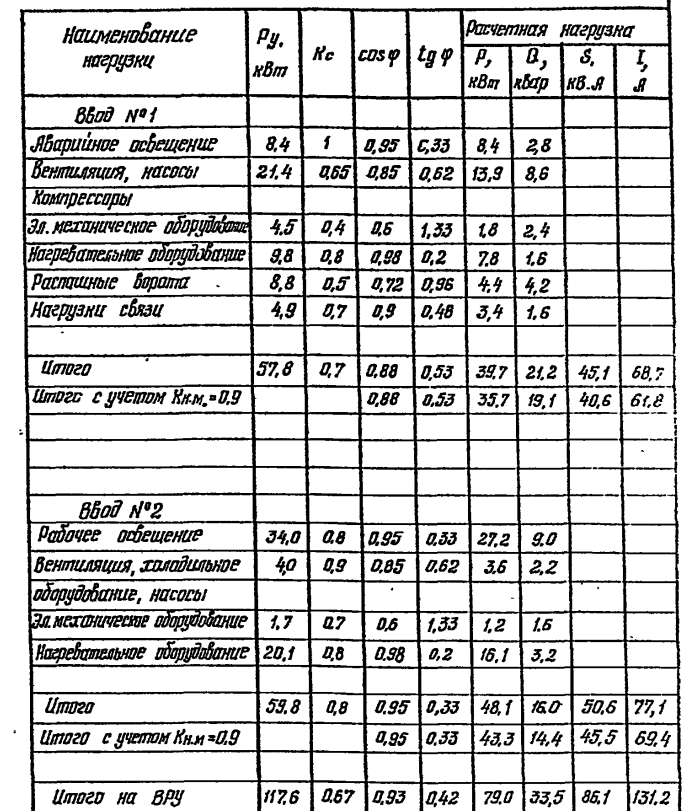 Наименование нагрузки Ру, кВт Кс cos φ tg φ Расчетная нагрузка
Р, кВт Q, квар S, кВ.А I, А
Ввод №1
Аварийное освещение 8,4 1 0,95 0,33 8,4 2,8
Вентиляция, насосы 21,4 0,65 0,85 0,62 13,9 8,6
Компрессоры
Эл. механическое оборудование 4,5 0,4 0,6 1,33 1,8 2,4
Нагревательное оборудование 9,8 0,8 0,98 0,2 7,8 1,6
Распашные ворота 8,8 0,5 0,72 0,96 4,4 4,2
Нагрузки связи 4,9 0,7 0,9 0,48 3,4 1,6
Итого 57,8 0,7 0,88 0,53 39,7 21,2 45,1 68,7
Итого с учетом Кн.м.=0,9 0,88 0,53 35,7 19,1 40,6 61,8
Ввод №2
Рабочее освещение 34,0 0,8 0,95 0,33 27,2 9,0
Вентиляция, холодильное 4,0 0,9 0,85 0,62 3,6 2,2
оборудование, насосы
Эл. механическое оборудование 1,7 0,7 0,6 1,33 1,2 1,6
Нагревательное оборудование 20,1 0,8 0,98 0,2 16,1 3,2
Итого 59,8 0,8 0,95 0,33 48,1 16,0 50,6 77,1
Итого с учетом Кн.м=0,9 0,95 0,33 43,3 14,4 45,5 69,4
Итого на ВРУ 117,6 0,67 0,93 0,42 79,0 33,5 86,1 131,2